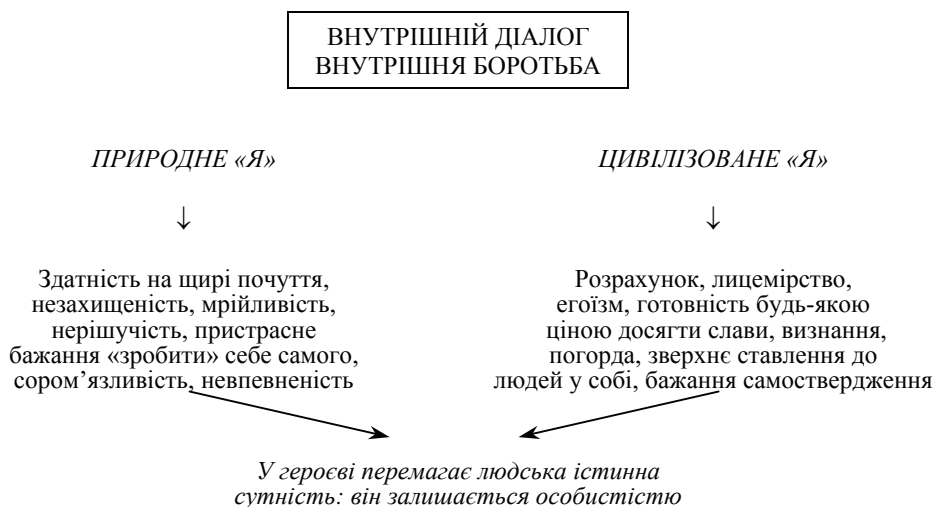 ВНУТРІШНІЙ ДІАЛОГ
ВНУТРІШНЯ БОРОТЬБА
ПРИРОДНЕ «Я»
↓
Здатність на щирі почуття,
незахищеність, мрійливість,
нерішучість, пристрасне
бажання «зробити» себе самого,
сором’язливість, невпевненість
ЦИВІЛІЗОВАНЕ «Я»
↓
Розрахунок, лицемірство,
егоїзм, готовність будь-якою
ціною досягти слави, визнання,
погорда, зверхнє ставлення до
людей у собі, бажання самоствердження
У героєві перемагає людська істинна
сутність: він залишається особистістю